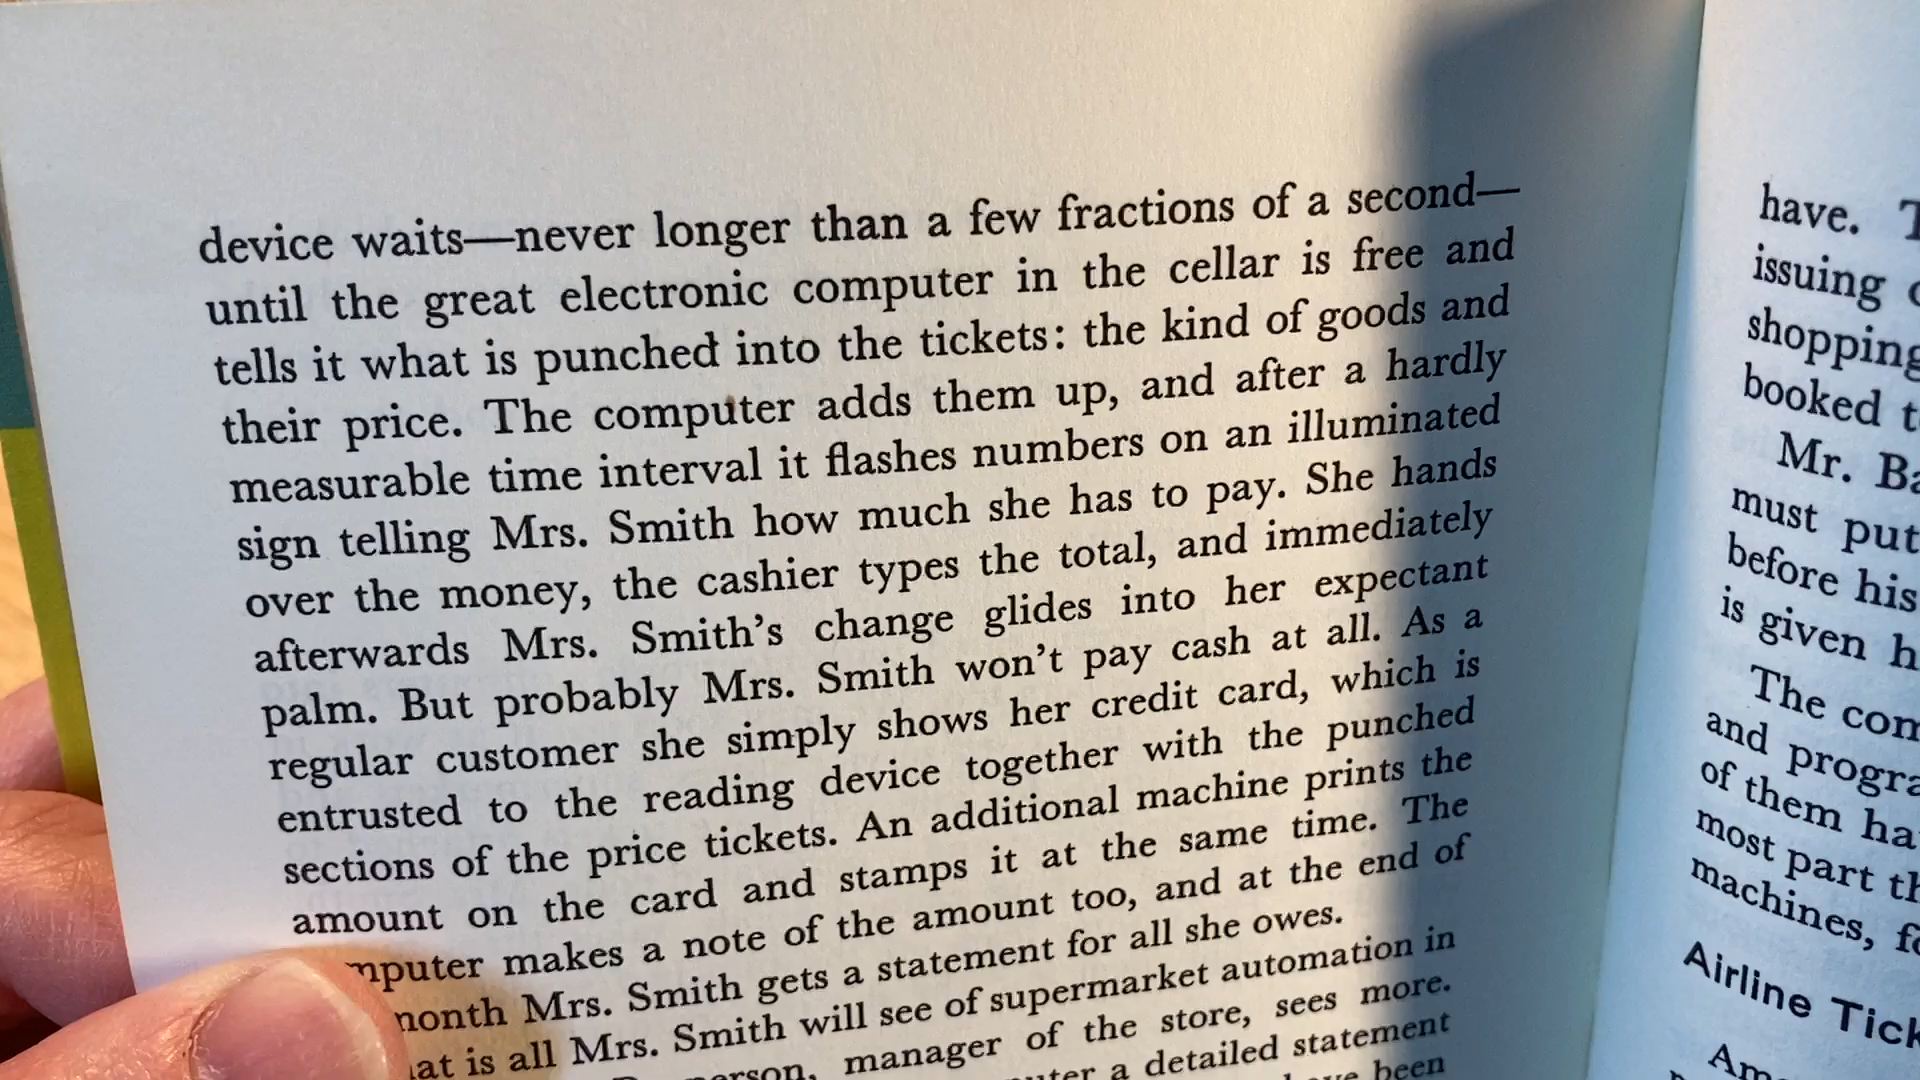 device waits—never longer than a few fractions of a second—
until the great electronic computer in the cellar is free and
tells it what is punched into the tickets: the kind of goods and
their price. The computer adds them up, and after a hardly
measurable time interval it flashes numbers on an illuminated
sign telling Mrs. Smith how much she has to pay. She hands
over the money, the cashier types the total, and immediately
afterwards Mrs. Smith's change glides into her expectant
palm. But probably Mrs. Smith won't pay cash at all. As a
regular customer she simply shows her credit card, which is
entrusted to the reading device together with the punched
sections of the price tickets. An additional machine prints the
amount on the card and stamps it at the same time. The
makes a note of the amount too, and at the end of
month Mrs. Smith gets a statement for all she owes.
is all Mrs. Smith will see of supermarket automation in
manager of the store, sees more.
a detailed statement
been
have.
issuing
shopping
booked
Mr.
must put
before his
is given
The
and
of them
most part
machines,
Airline